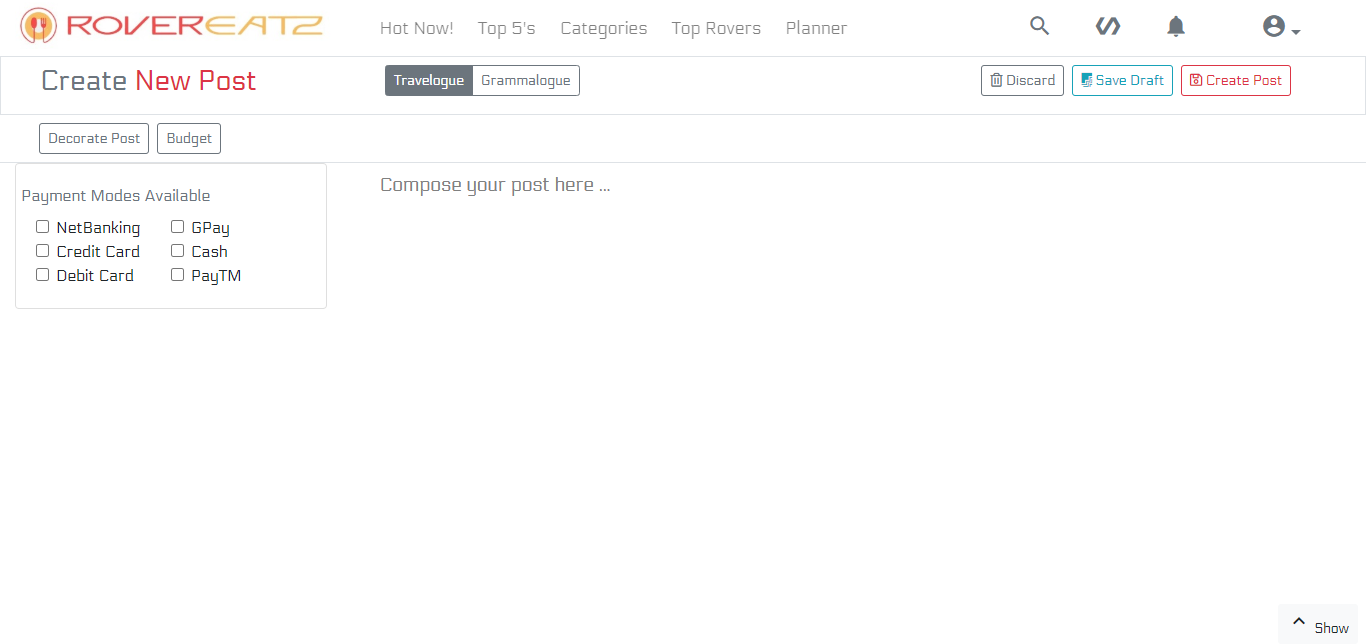 ROVEREATZ
Hot Now! Top 5's Categories Top Rovers Planner
Create New Post
Travelogue Grammalogue
Discard Save Draft Create Post
Decorate Post Budget
Payment Modes Available
NetBanking GPay
Credit Card Cash
Debit Card PayTM
Compose your post here ...
Show